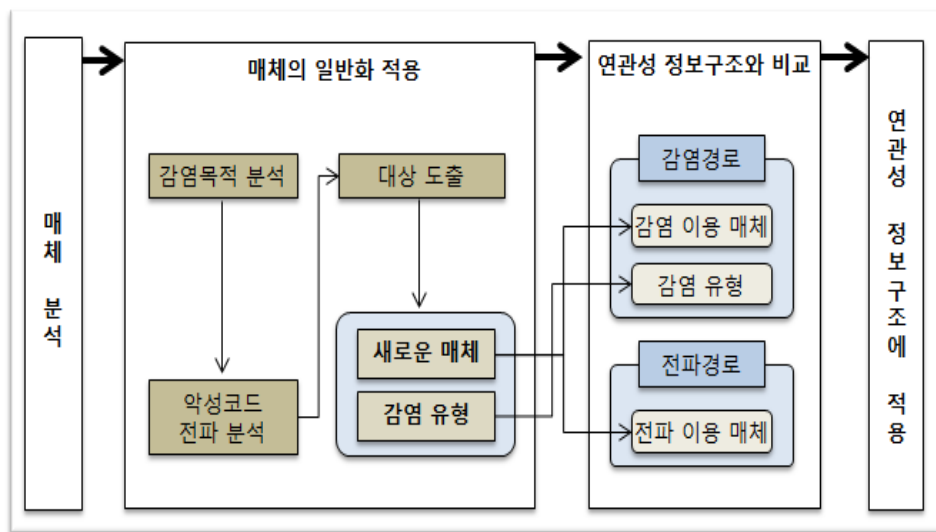 매체 분석
매체의 일반화 적용
감염목적 분석
악성코드
전파 분석
대상 도출
새로운 매체
감염 유형
연관성 정보구조와 비교
감염경로
감염 이용 매체
감염 유형
전파경로
전파 이용 매체
연관성 정보구조에 적용